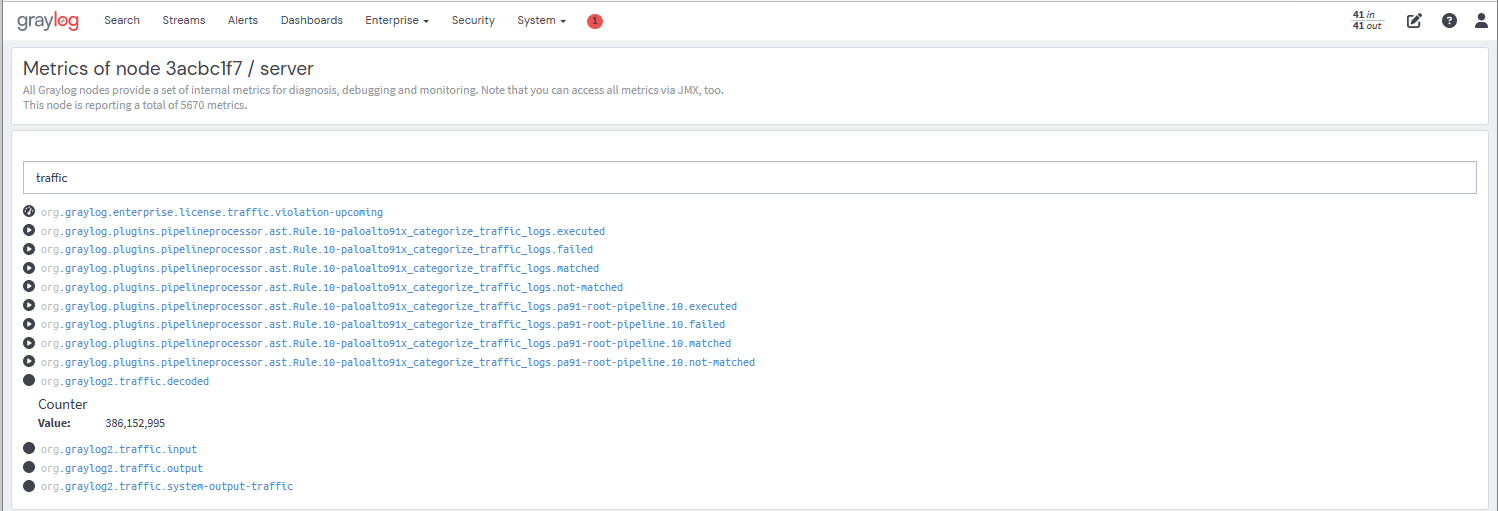 graylog Search Streams Alerts Dashboards Enterprise Security System 1 41 in
41 out
Metrics of node 3acbc1f7 / server
All Graylog nodes provide a set of internal metrics for diagnosis, debugging and monitoring. Note that you can access all metrics via JMX, too.
This node is reporting a total of 5670 metrics.
traffic
org.graylog.enterprise.license.traffic.violation-upcoming
org.graylog.plugins.pipelineprocessor.ast.Rule.10-paloalto91x_categorize_traffic_logs.executed
org.graylog.plugins.pipelineprocessor.ast.Rule.10-paloalto91x_categorize_traffic_logs.failed
org.graylog.plugins.pipelineprocessor.ast.Rule.10-paloalto91x_categorize_traffic_logs.matched
org.graylog.plugins.pipelineprocessor.ast.Rule.10-paloalto91x_categorize_traffic_logs.not-matched
org.graylog.plugins.pipelineprocessor.ast.Rule.10-paloalto91x_categorize_traffic_logs.pa91-root-pipeline.10.executed
org.graylog.plugins.pipelineprocessor.ast.Rule.10-paloalto91x_categorize_traffic_logs.pa91-root-pipeline.10.failed
org.graylog.plugins.pipelineprocessor.ast.Rule.10-paloalto91x_categorize_traffic_logs.pa91-root-pipeline.10.matched
org.graylog.plugins.pipelineprocessor.ast.Rule.10-paloalto91x_categorize_traffic_logs.pa91-root-pipeline.10.not-matched
org.graylog2.traffic.decoded
Counter
Value: 386,152,995
org.graylog2.traffic.input
org.graylog2.traffic.output
org.graylog2.traffic.system-output-traffic